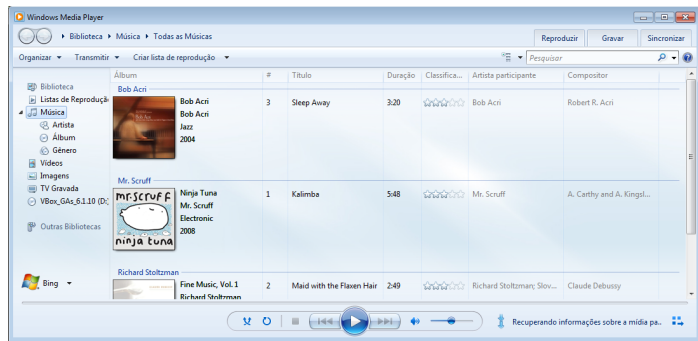 Windows Media Player
Biblioteca Música Todas as Músicas
Reproduzir Gravar Sincronizar
Organizar Transmitir Criar lista de reprodução
Pesquisar
Álbum # Título Duração Classifica... Artista participante Compositor
Biblioteca
Listas de Reprodução
Música
Artista
Álbum
Gênero
Vídeos
Imagens
TV Gravada
VBox_GAs_6.1.10 (D:)
Outras Bibliotecas
Bing
Bob Acri
Bob Acri 3 Sleep Away 3:20 Bob Acri Robert R. Acri
Bob Acri
Jazz
2004
Mr. Scruff
mr.scruff
ninja tuna
Ninja Tuna 1 Kalimba 5:48 Mr. Scruff A. Carthy and A. Kingsl...
Mr. Scruff
Electronic
2008
Richard Stoltzman
Fine Music, Vol. 1 2 Maid with the Flaxen Hair 2:49 Richard Stoltzman; Slov... Claude Debussy
Richard Stoltzman
Recuperando informações sobre a mídia pa..